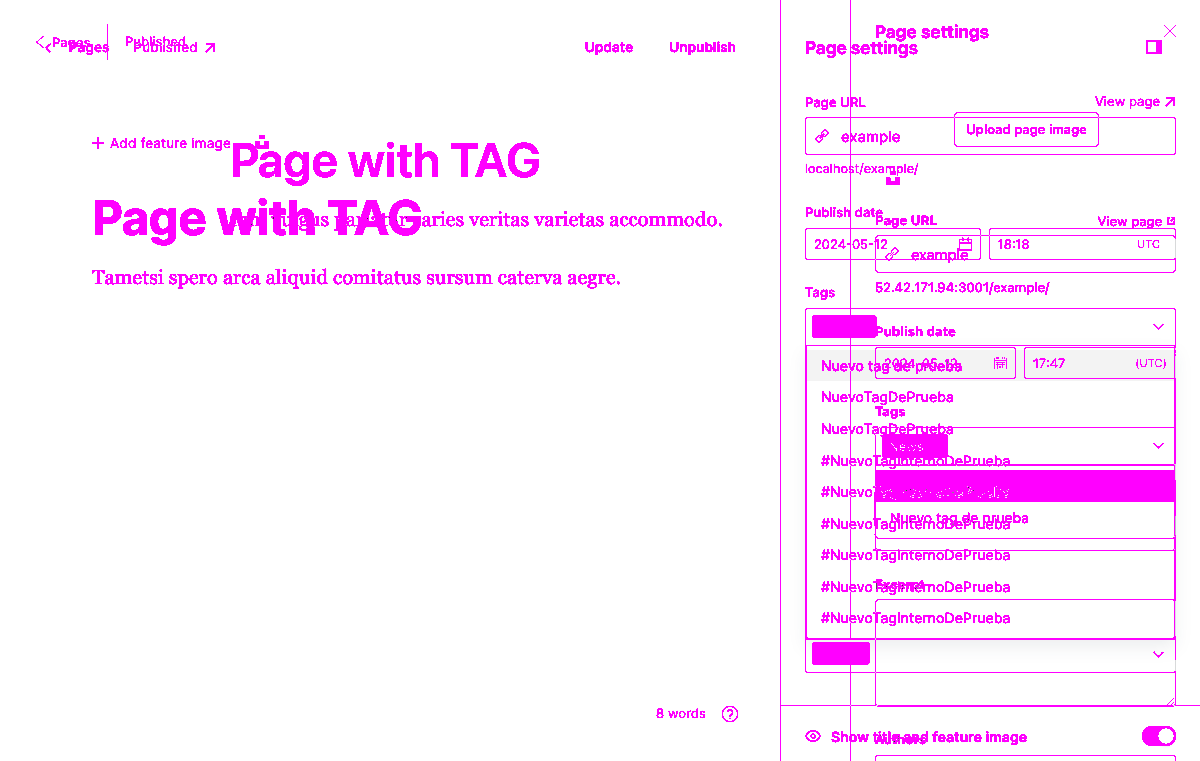 Pages Published
Pages Published
Update Unpublish
Page settings
Page settings
Page URL View page
example
Upload page image
Add feature image
Page with TAG
localhost/example/
Page with TAG
veritas varietas accommodo.
Publish date
Page URL View page
2024-05-12 18:18 UTC
example
Tametsi spero arca aliquid comitatus sursum caterva aegre.
Tags
52.42.171.94:3001/example/
Publish date
2024-05-12 17:47 (UTC)
Nuevo tag de prueba
NuevoTagDePrueba
Tags
NuevoTagDePrueba
News
#NuevoTagInternoDePrueba
#NuevoTagInternoDePrueba
Nuevo tag de prueba
#NuevoTagInternoDePrueba
#NuevoTagInternoDePrueba
Excerpt
#NuevoTagInternoDePrueba
#NuevoTagInternoDePrueba
8 words
Show title and feature image
Authors